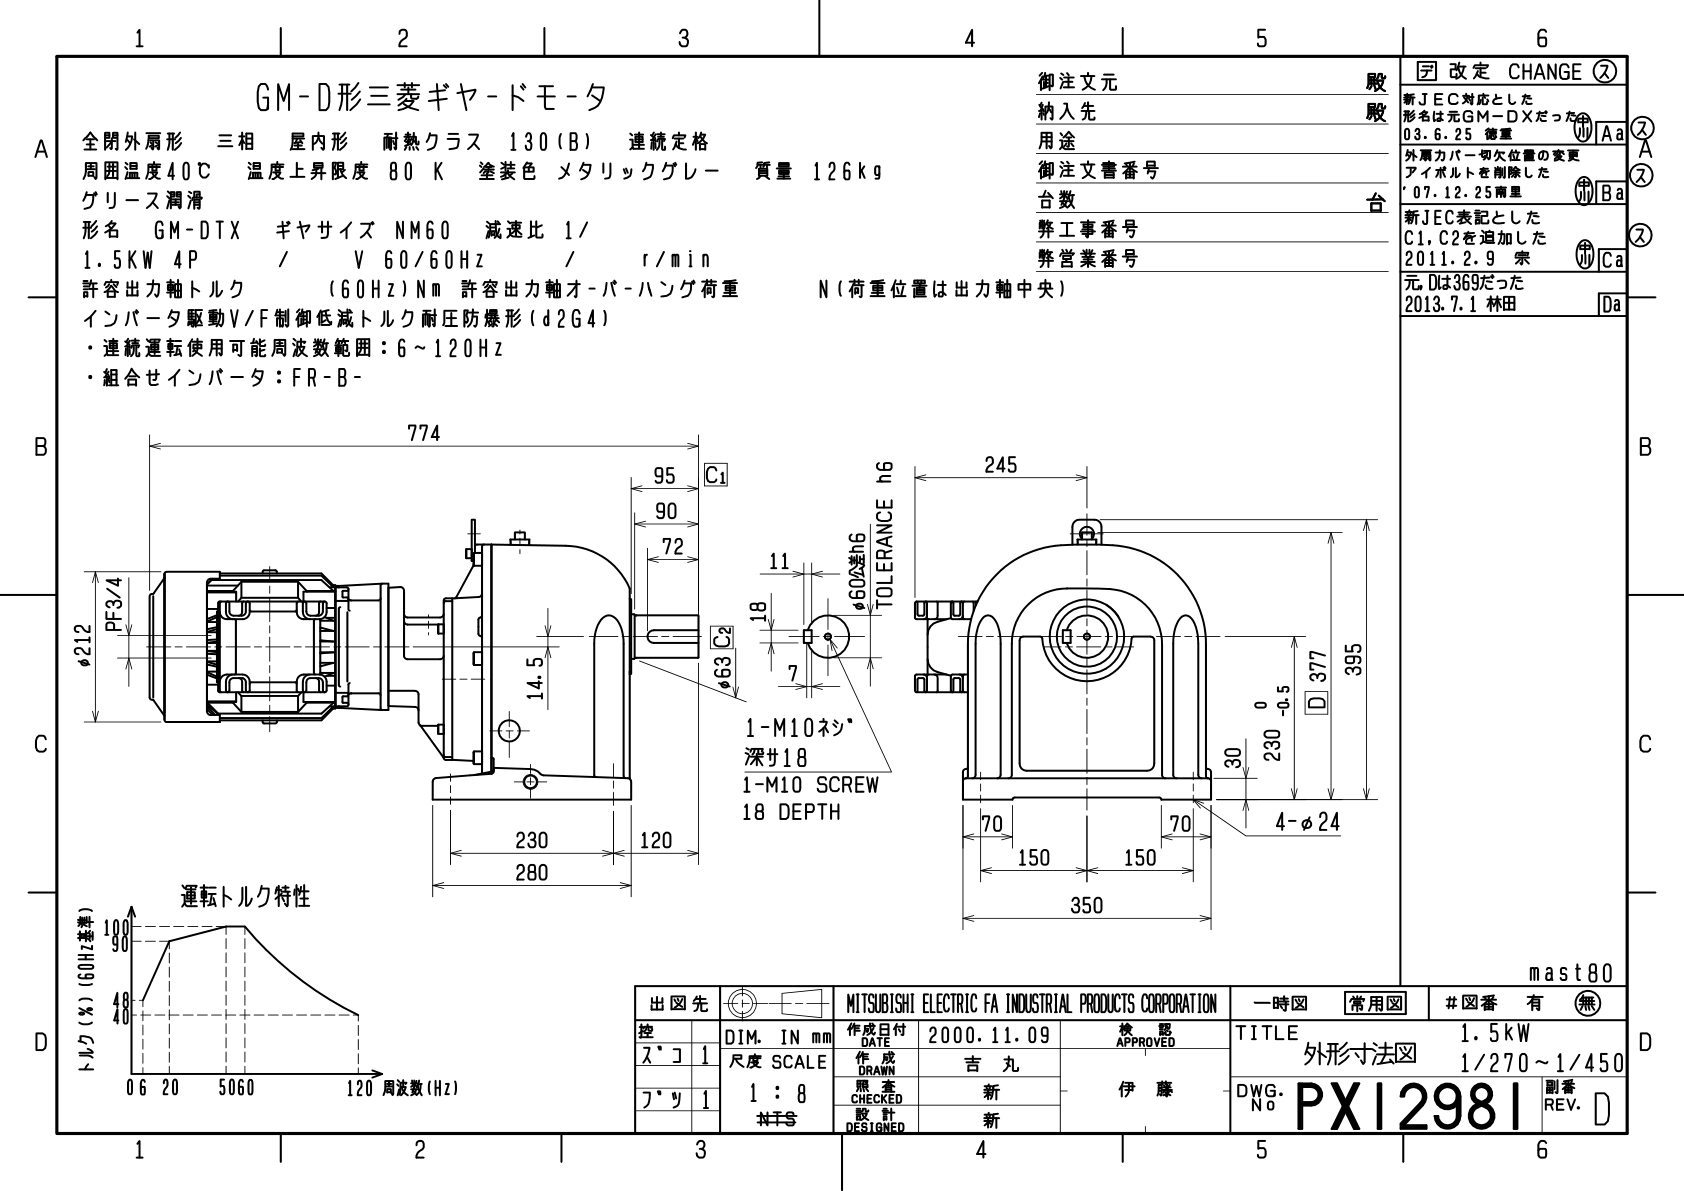 1 2 3 4 5 6
GM-D形三菱ギヤードモータ
全閉外扇形 三相 屋内形 耐熱クラス 130(B) 連続定格
周囲温度40℃ 温度上昇限度 80 K 塗装色 メタリックグレー 質量 126kg
グリース潤滑
形名 GM-DTX ギヤサイズ NM60 減速比 1/
1.5KW 4P / V 60/60Hz / r/min
許容出力軸トルク (60Hz)Nm 許容出力軸オーバーハング荷重 N(荷重位置は出力軸中央)
インバータ駆動V/F制御低減トルク耐圧防爆形(d2G4)
・連続運転使用可能周波数範囲：6～120Hz
・組合せインバータ：FR-B-
御注文元 殿
納入先 殿
用途
御注文書番号
台数 台
弊工事番号
弊営業番号
デ 改定 CHANGE ス
新JEC対応とした
形名は元GM-DXだった
03.6.25 徳重 ホ Aa ス
外扇カバー切欠位置の変更
アイボルトを削除した
'07.12.25南里 ホ Ba ス
新JEC表記とした
C1,C2を追加した
2011.2.9 宗 ホ Ca ス
元,Dは369だった
2013.7.1 林田 Da
A A
B B
C C
D D
774
95 C1
90
72
PF3/4
φ212
14.5
φ63 C2
230 120
280
11
18
7
φ60公差h6
TOLERANCE h6
1-M10ネジ
深サ18
1-M10 SCREW
18 DEPTH
245
30
230 0 -0.5
D 377
395
70 70
4-φ24
150 150
350
運転トルク特性
トルク(%)(60Hz基準)
100
90
48
40
0 6 20 50 60 120 周波数(Hz)
mast80
出図先
控
ズコ 1
ブツ 1
DIM. IN mm
尺度 SCALE
1 : 8
NTS
MITSUBISHI ELECTRIC FA INDUSTRIAL PRODUCTS CORPORATION
作成日付 DATE 2000.11.09
作成 DRAWN 吉丸
照査 CHECKED 新
設計 DESIGNED 新
検認 APPROVED
伊藤
一時図 常用図 #図番 有 無
TITLE
外形寸法図
1.5kW
1/270～1/450
DWG. No PX12981
副番 REV. D
1 2 3 4 5 6